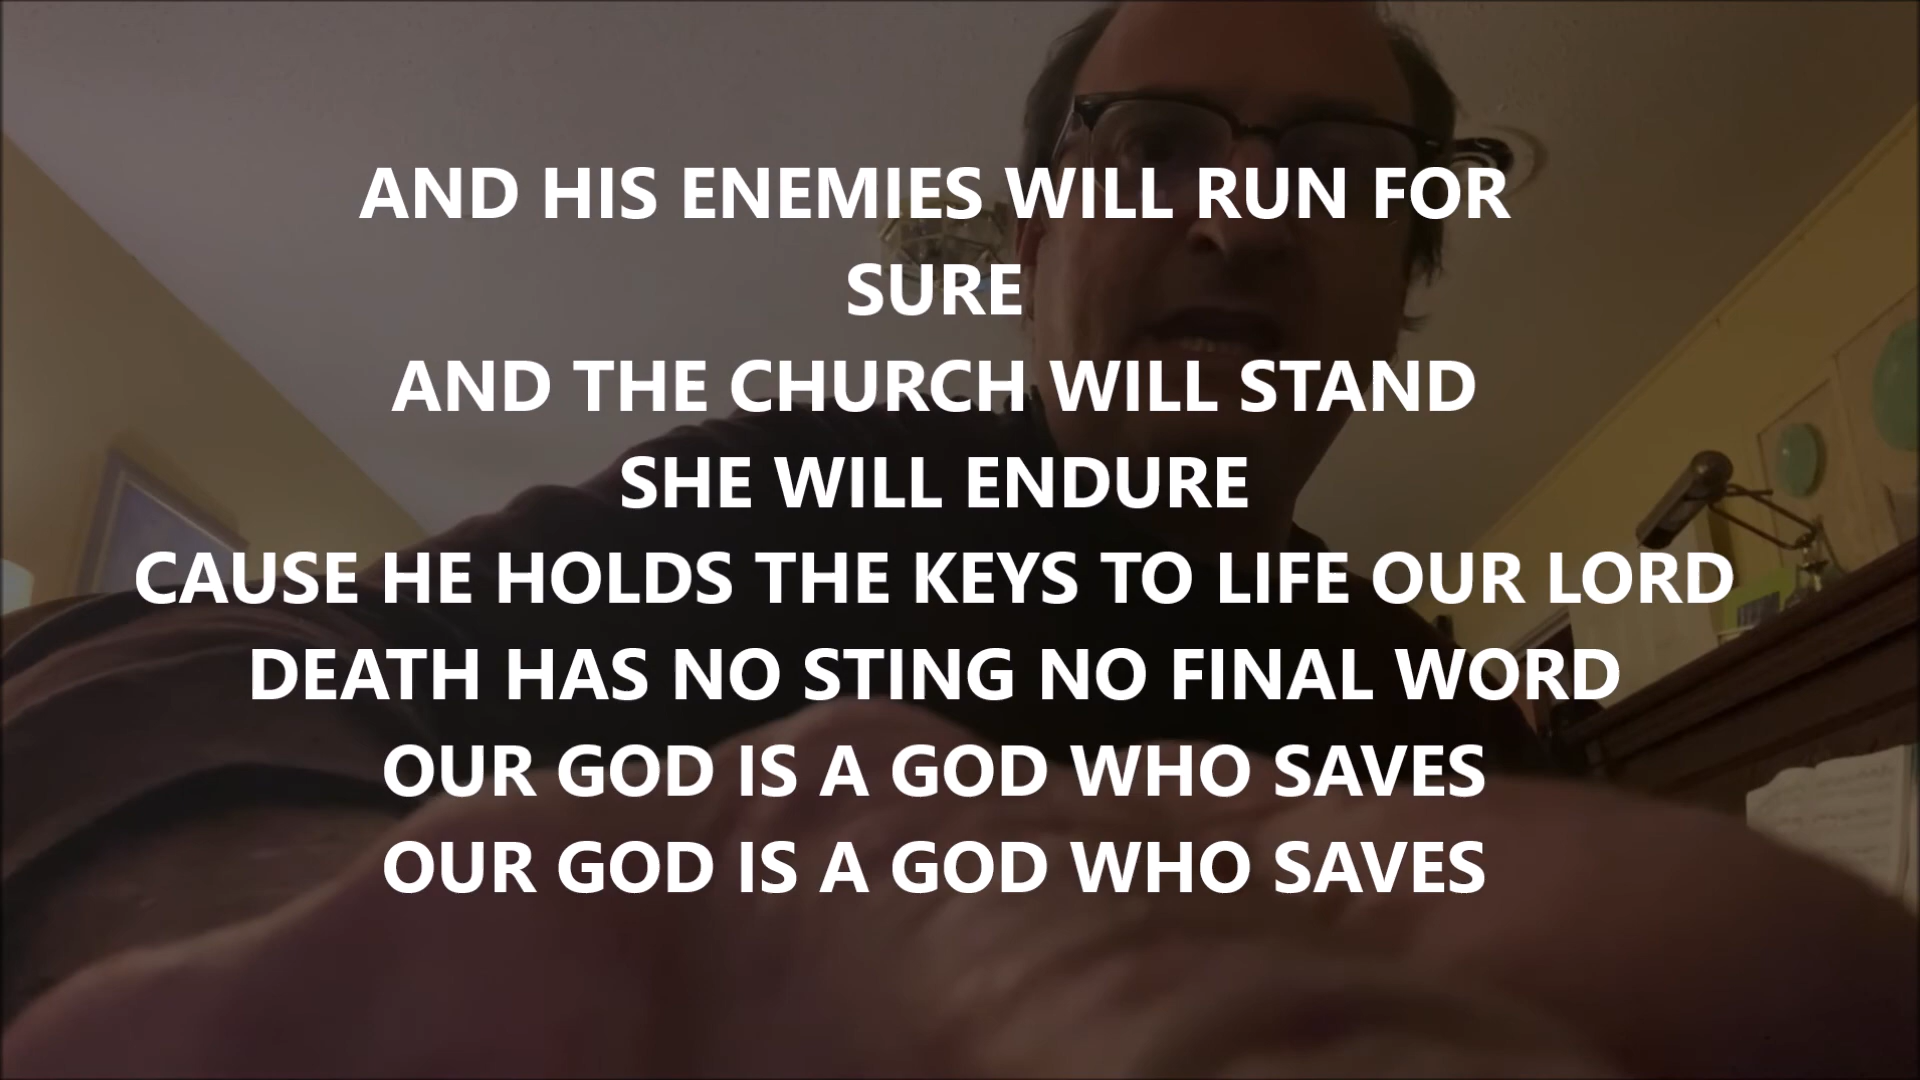 AND HIS ENEMIES WILL RUN FOR
SURE
AND THE CHURCH WILL STAND
SHE WILL ENDURE
CAUSE HE HOLDS THE KEYS TO LIFE OUR LORD
DEATH HAS NO STING NO FINAL WORD
OUR GOD IS A GOD WHO SAVES
OUR GOD IS A GOD WHO SAVES